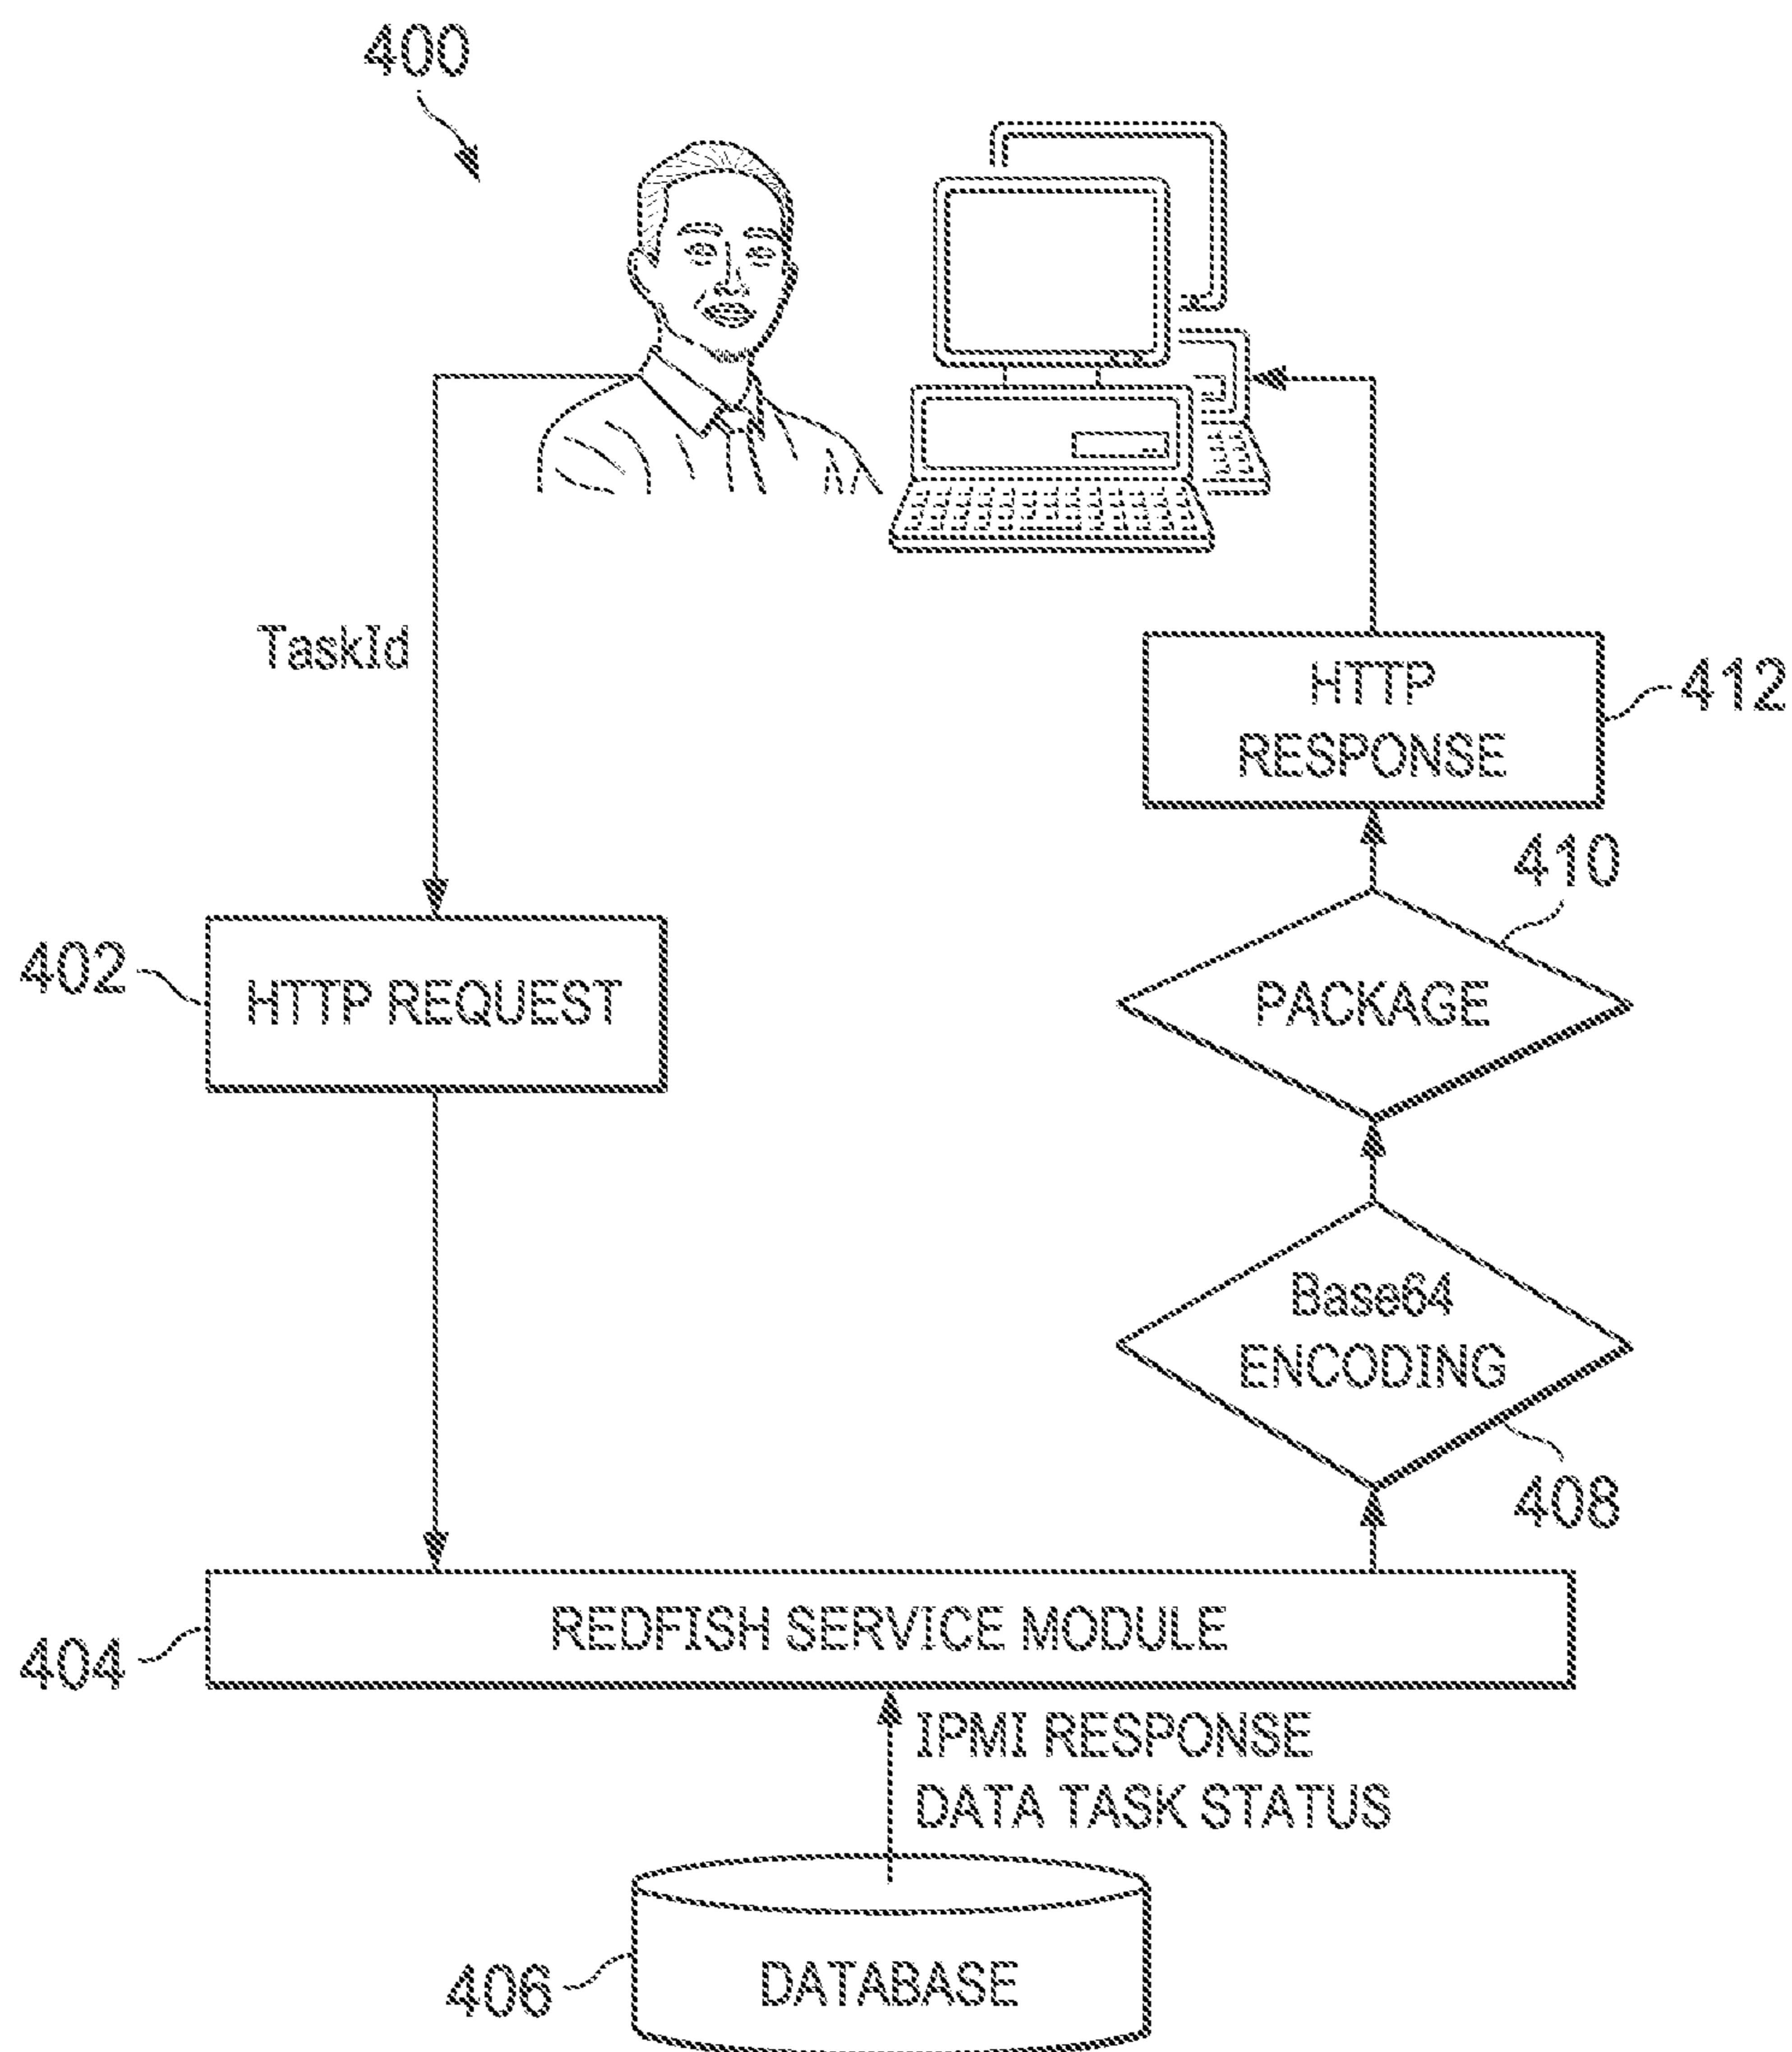 400
TaskId
HTTP
RESPONSE
412
410
402
HTTP REQUEST
PACKAGE
Base64
ENCODING
408
REDFISH SERVICE MODULE
404
IPMI RESPONSE
DATA TASK STATUS
406
DATABASE